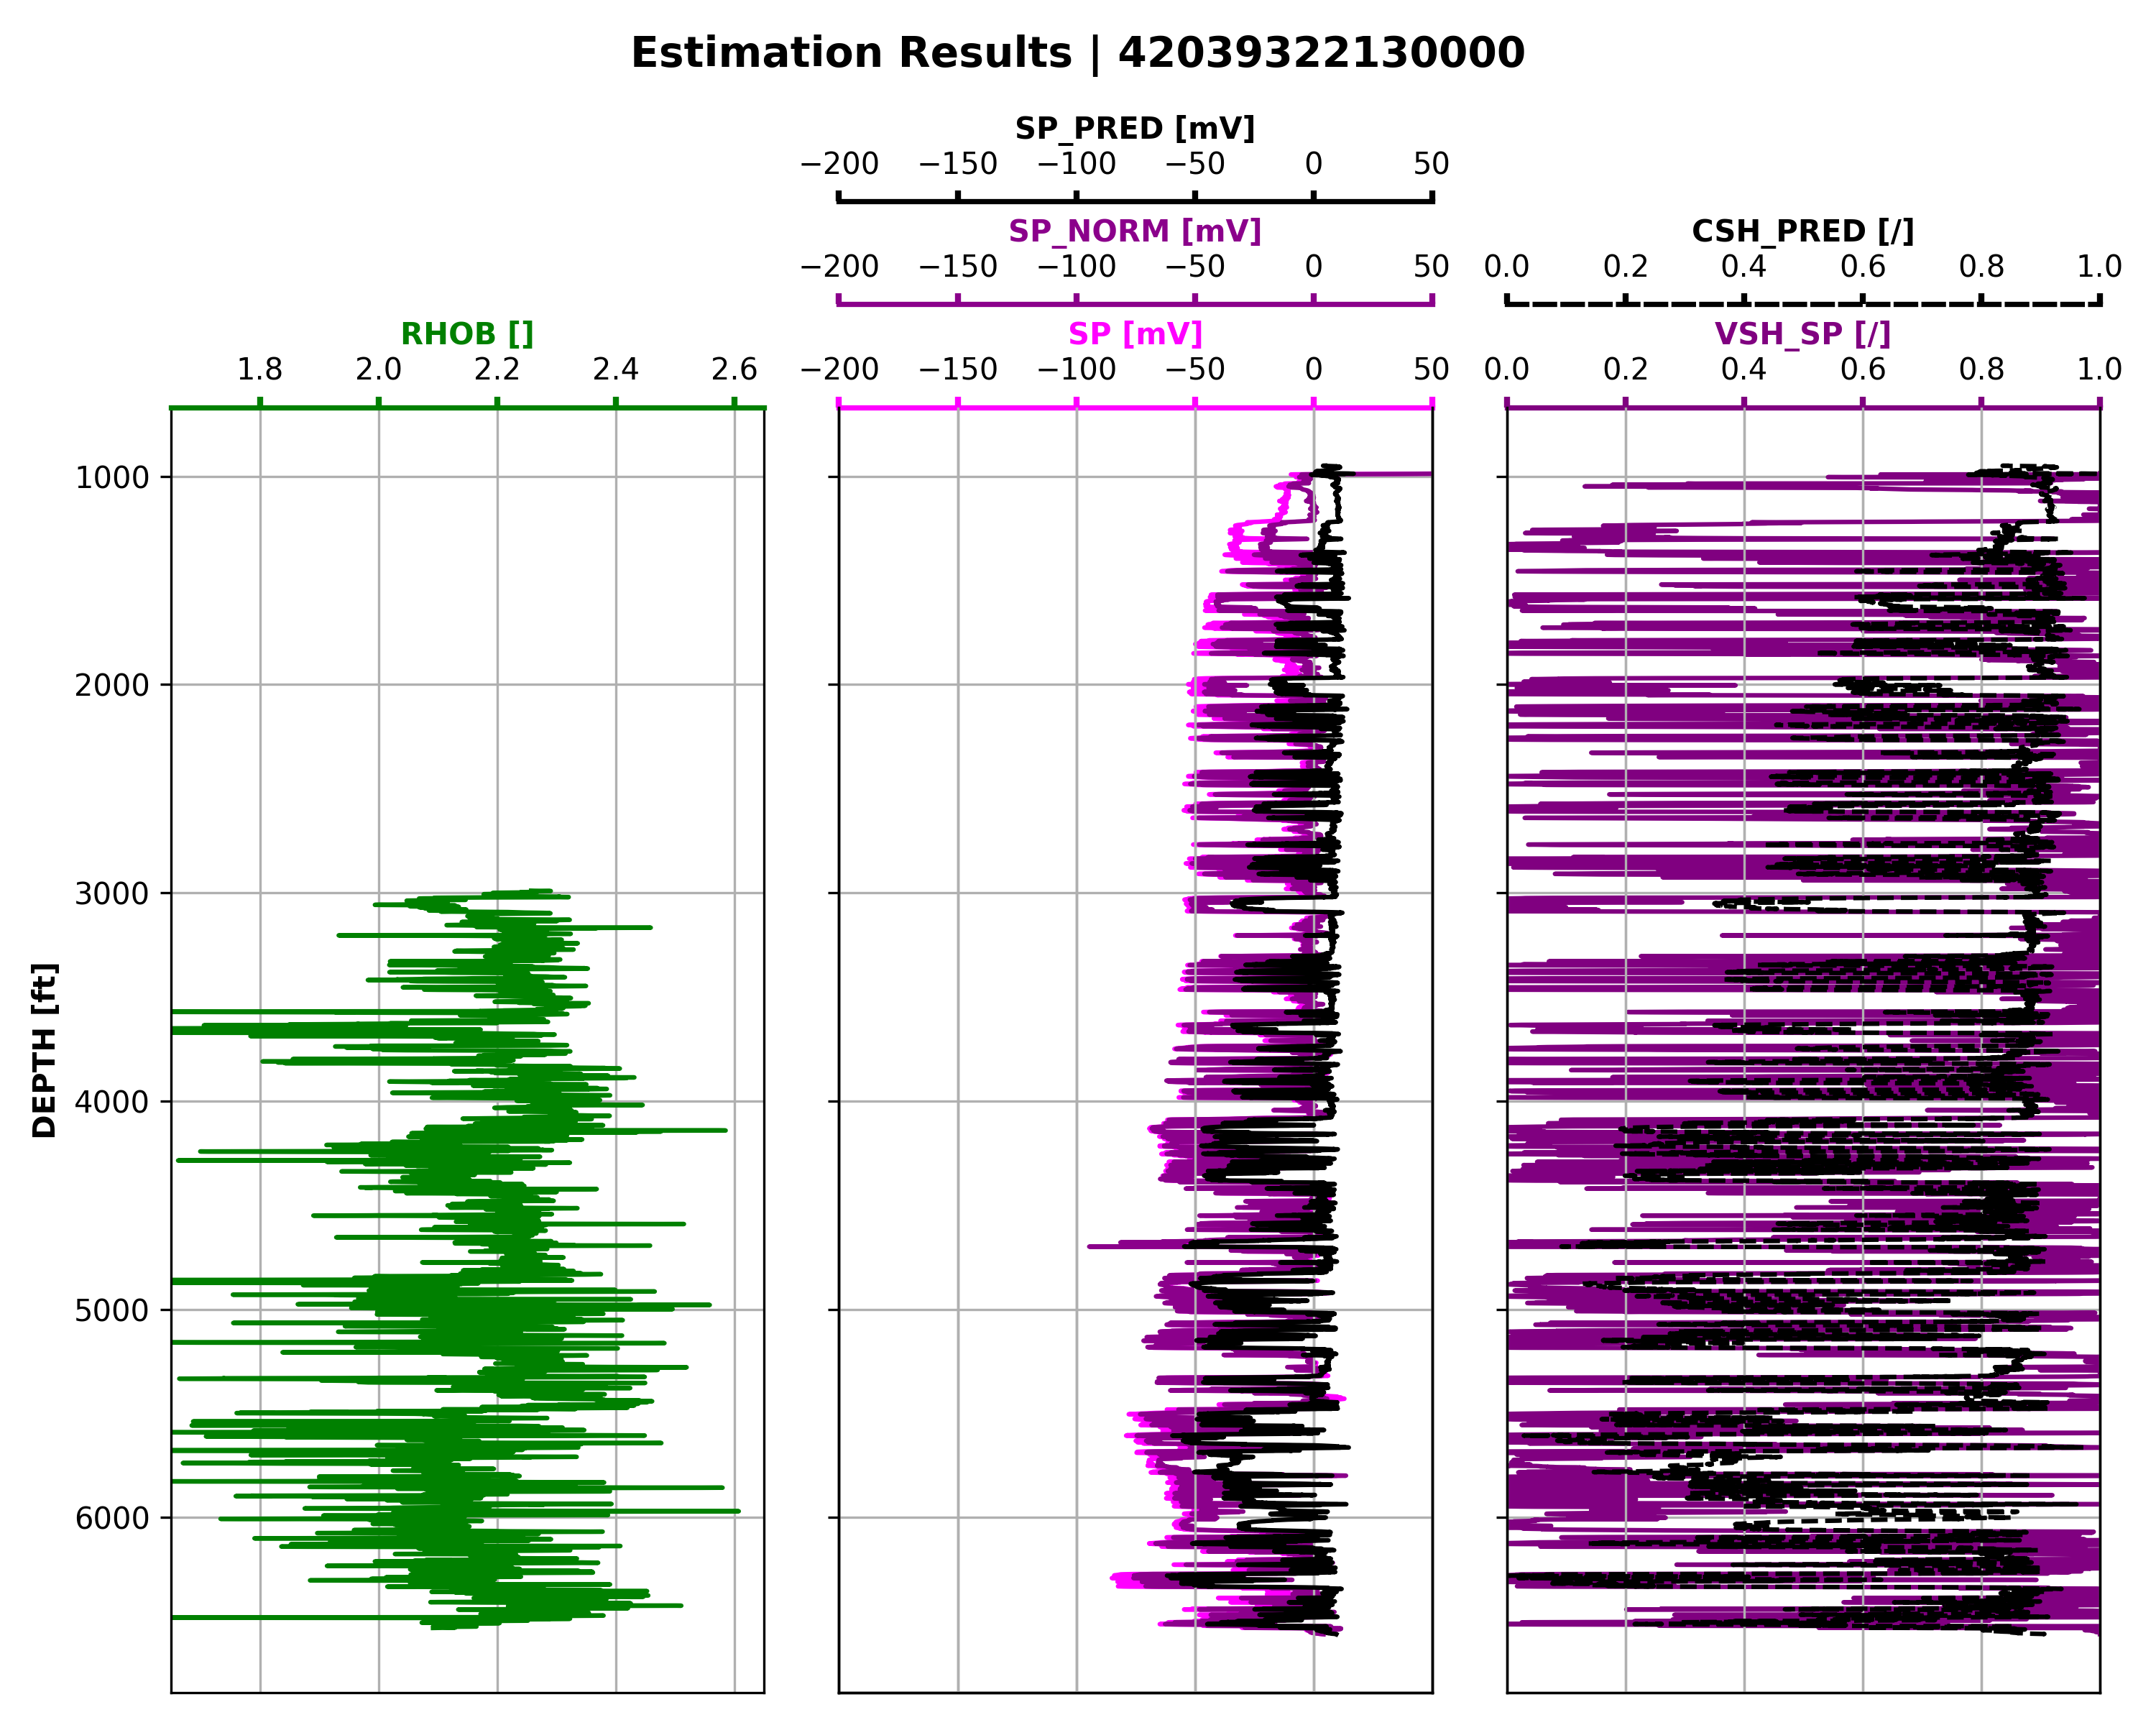 Estimation Results | 42039322130000
SP_PRED [mV]
−200 −150 −100 −50 0 50
SP_NORM [mV] CSH_PRED [/]
−200 −150 −100 −50 0 50 0.0 0.2 0.4 0.6 0.8 1.0
RHOB [] SP [mV] VSH_SP [/]
1.8 2.0 2.2 2.4 2.6 −200 −150 −100 −50 0 50 0.0 0.2 0.4 0.6 0.8 1.0
1000
2000
3000
4000
5000
6000
DEPTH [ft]